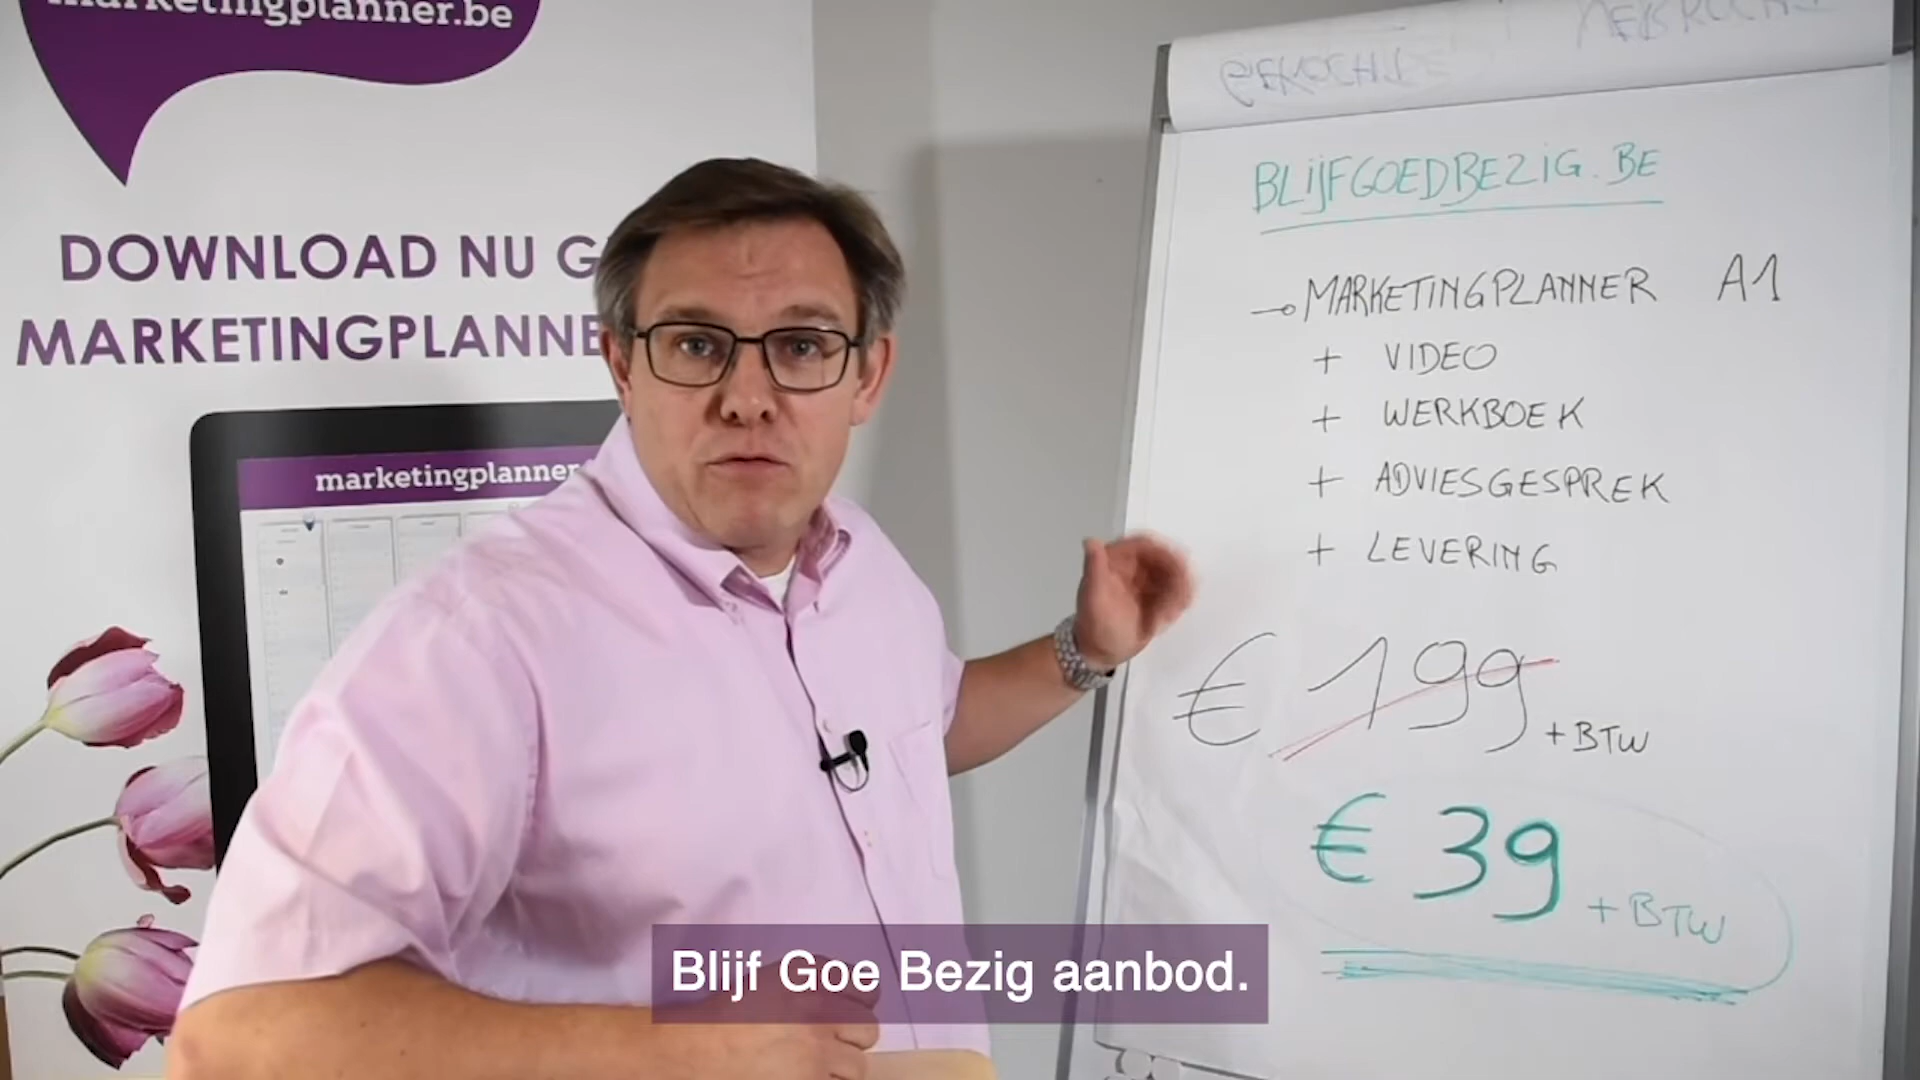 marketingplanner.be
DOWNLOAD NU G
MARKETINGPLANNE
marketingplanner
BLIJFGOEDBEZIG.BE
MARKETINGPLANNER A1
+ VIDEO
+ WERKBOEK
+ ADVIESGESPREK
+ LEVERING
€ 199 + BTW
€ 39 + BTW
Blijf Goe Bezig aanbod.